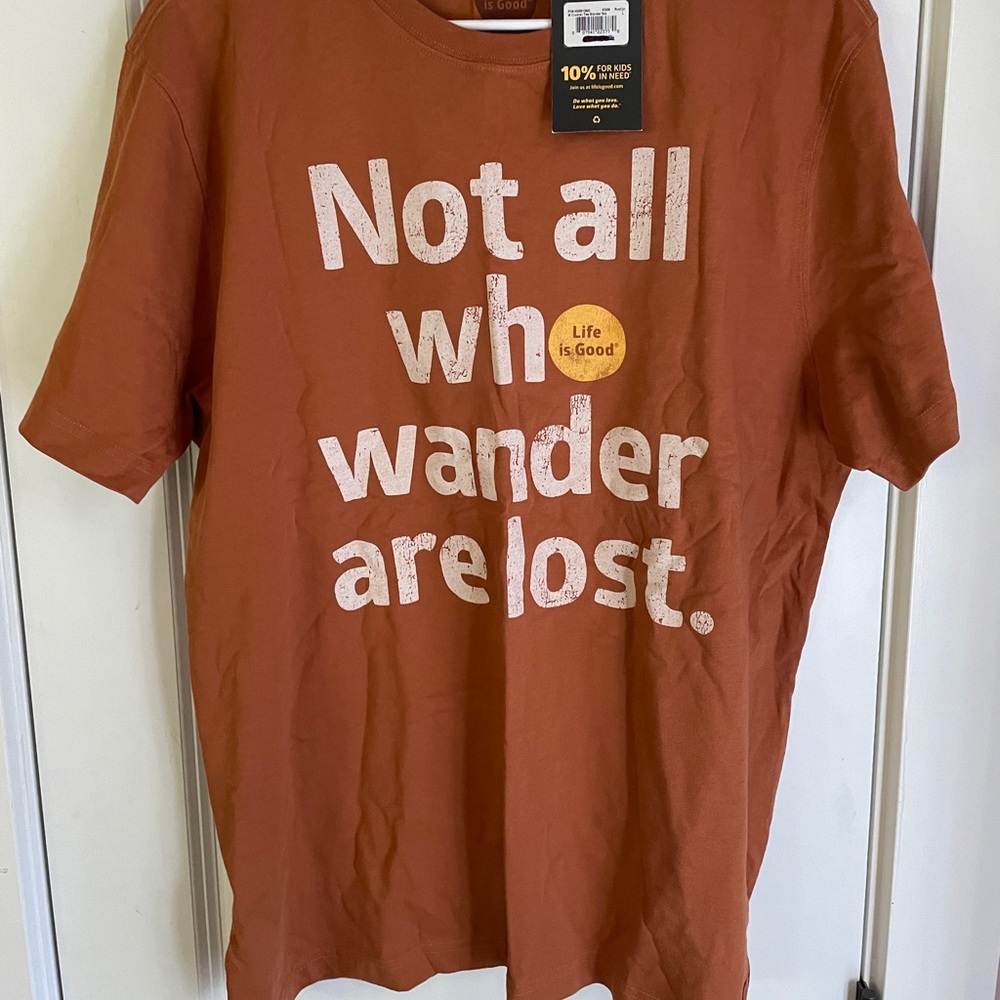 is Good®
10% FOR KIDS
IN NEED
Join us at lifeisgood.com
Do what you love.
Love what you do.
Not all
who
Life
is Good®
wander
are lost.